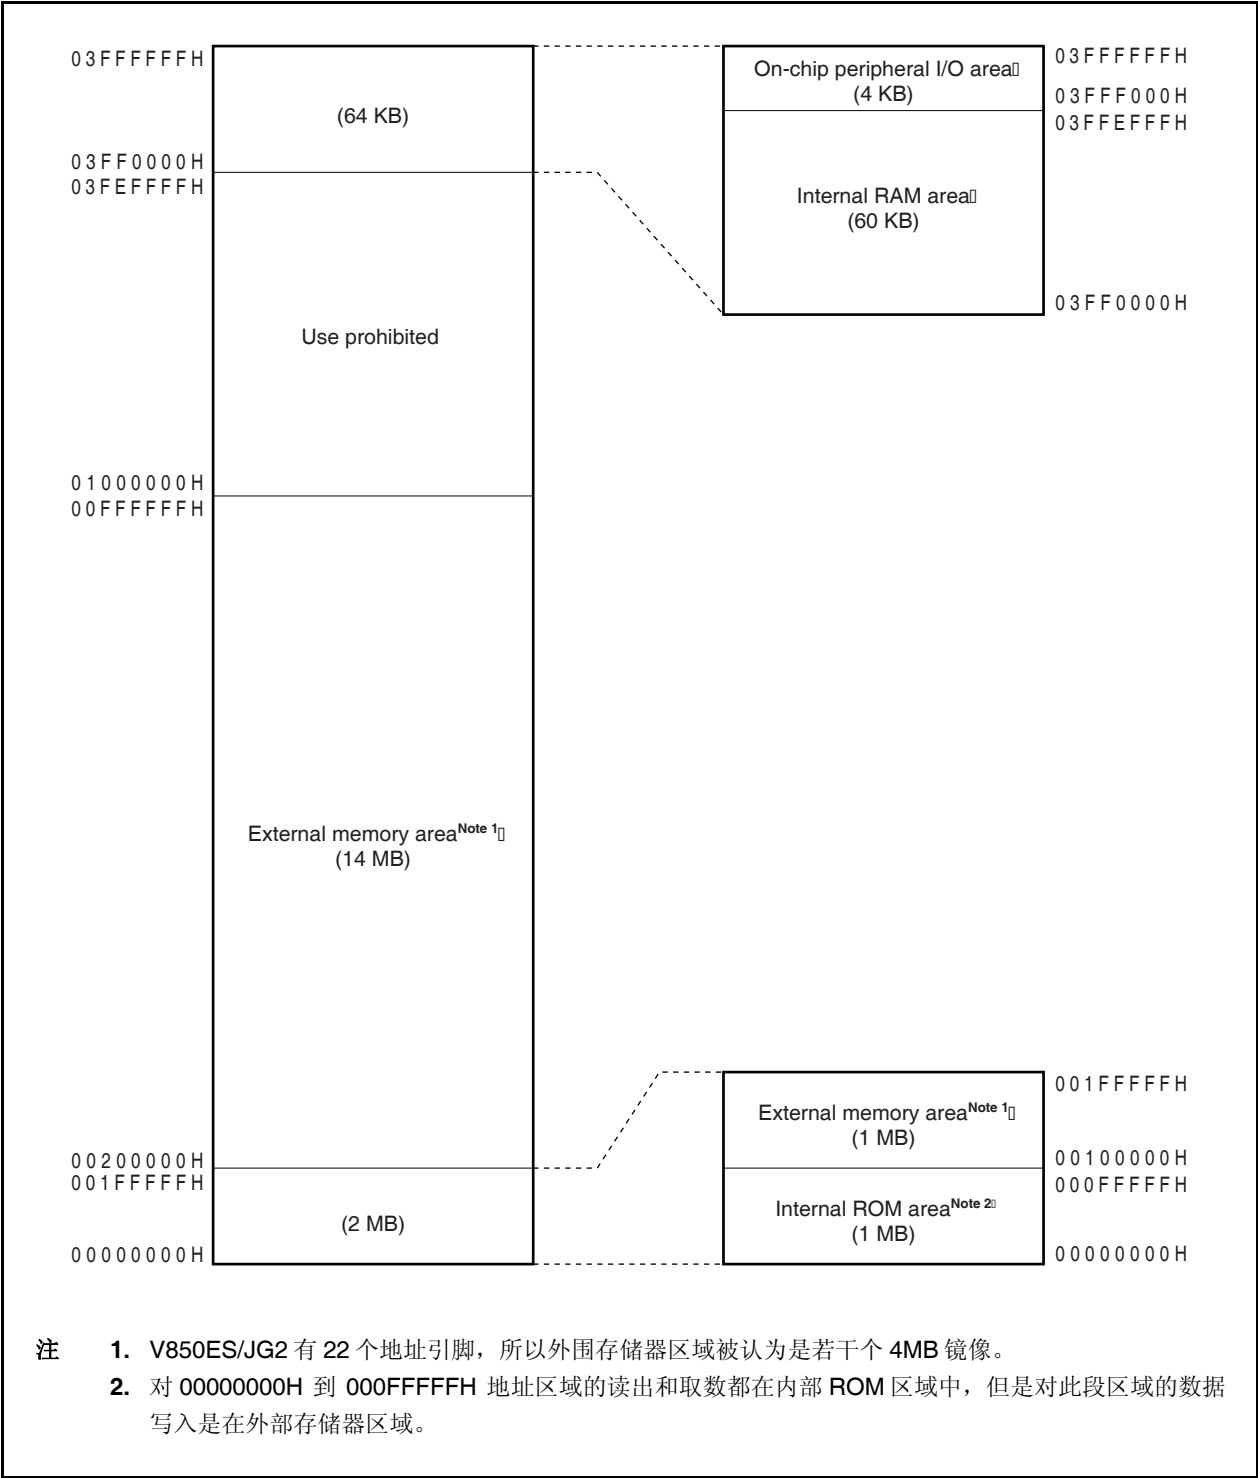 03FFFFFFH
(64 KB)
03FF0000H
03FEFFFFH
Use prohibited
01000000H
00FFFFFFH
External memory areaNote 1
(14 MB)
00200000H
001FFFFFH
(2 MB)
00000000H
On-chip peripheral I/O area
(4 KB)
03FFFFFFH
03FFF000H
03FFEFFFH
Internal RAM area
(60 KB)
03FF0000H
External memory areaNote 1
(1 MB)
001FFFFFH
00100000H
000FFFFFH
Internal ROM areaNote 2
(1 MB)
00000000H
注 1. V850ES/JG2 有 22 个地址引脚，所以外围存储器区域被认为是若干个 4MB 镜像。
2. 对 00000000H 到 000FFFFFH 地址区域的读出和取数都在内部 ROM 区域中，但是对此段区域的数据
写入是在外部存储器区域。